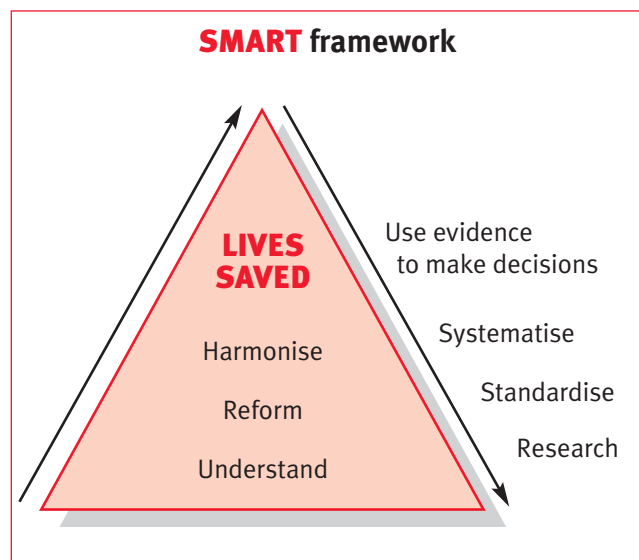 SMART framework
LIVES
SAVED
Harmonise
Reform
Understand
Use evidence
to make decisions
Systematise
Standardise
Research